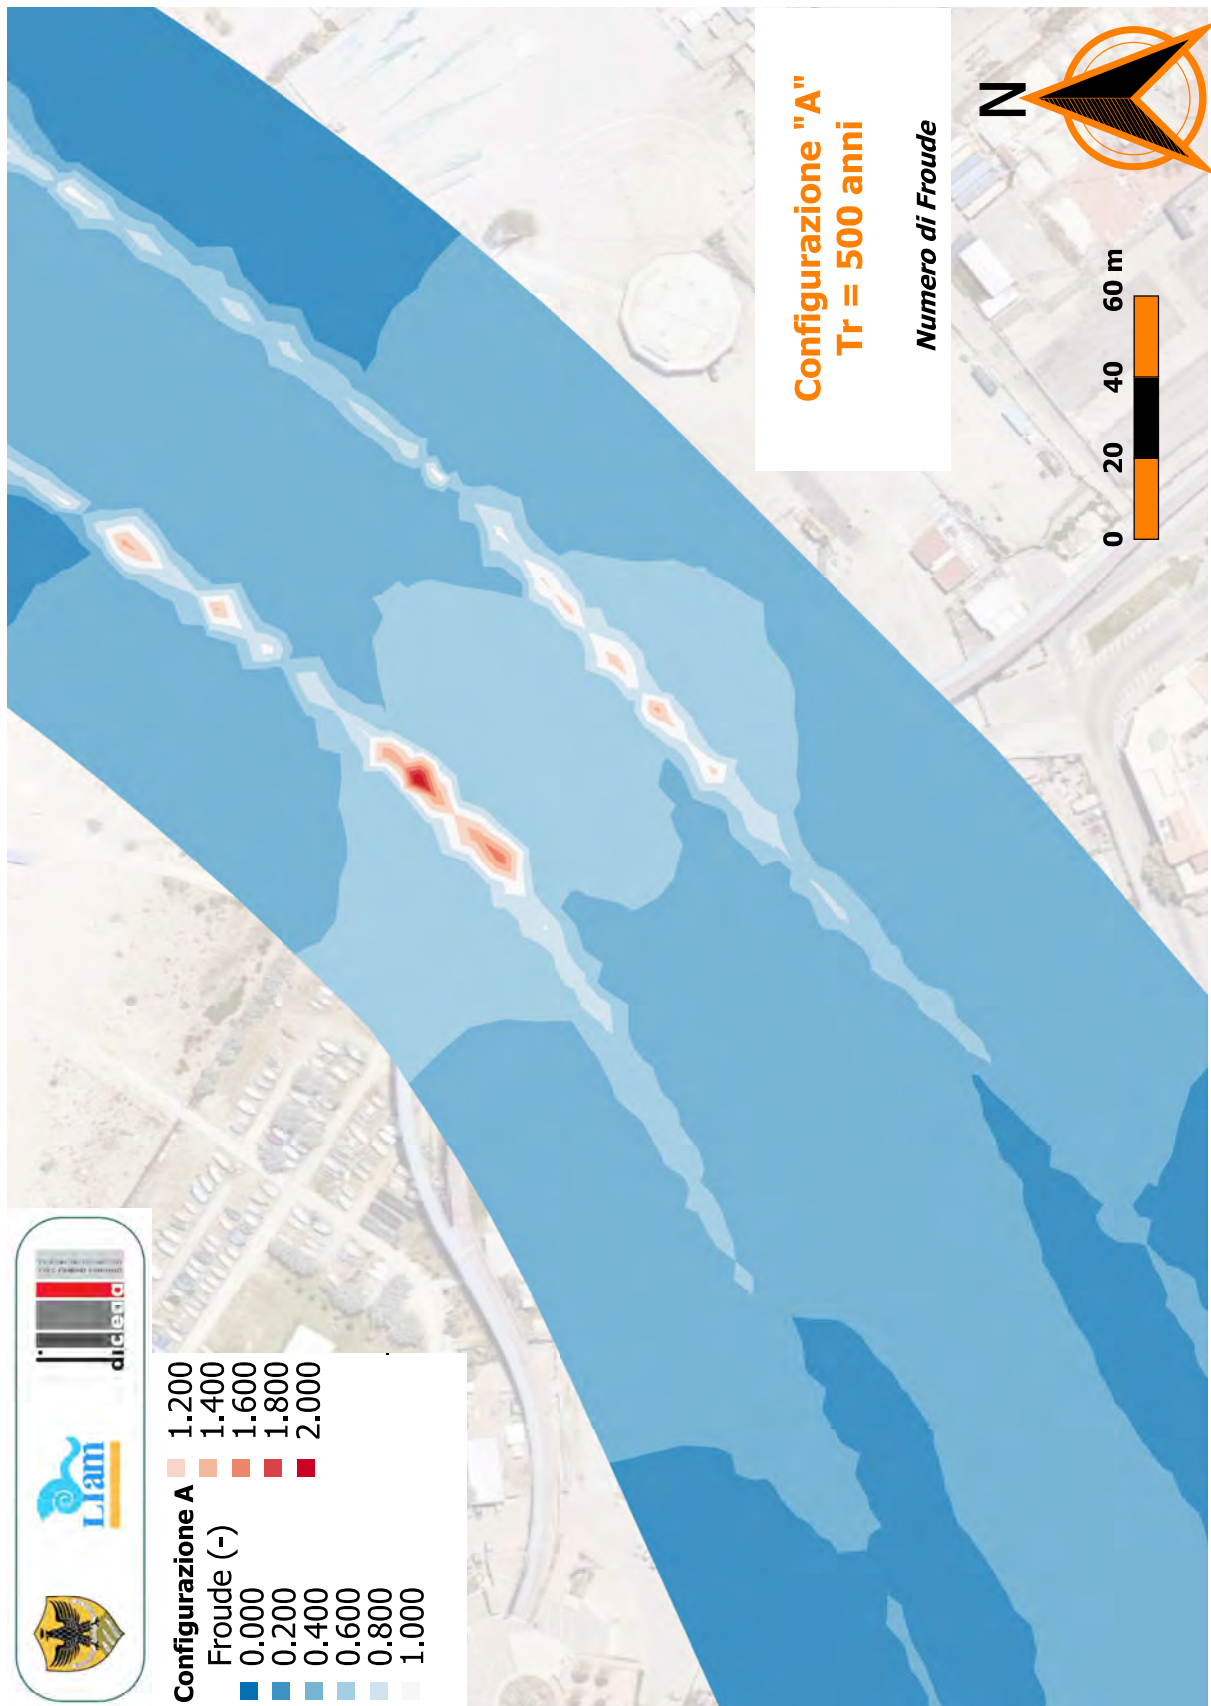 Configurazione "A"
Tr = 500 anni
Numero di Froude
N
0 20 40 60 m
LIam
dicea
Configurazione A
Froude (-)
0.000
0.200
0.400
0.600
0.800
1.000
1.200
1.400
1.600
1.800
2.000